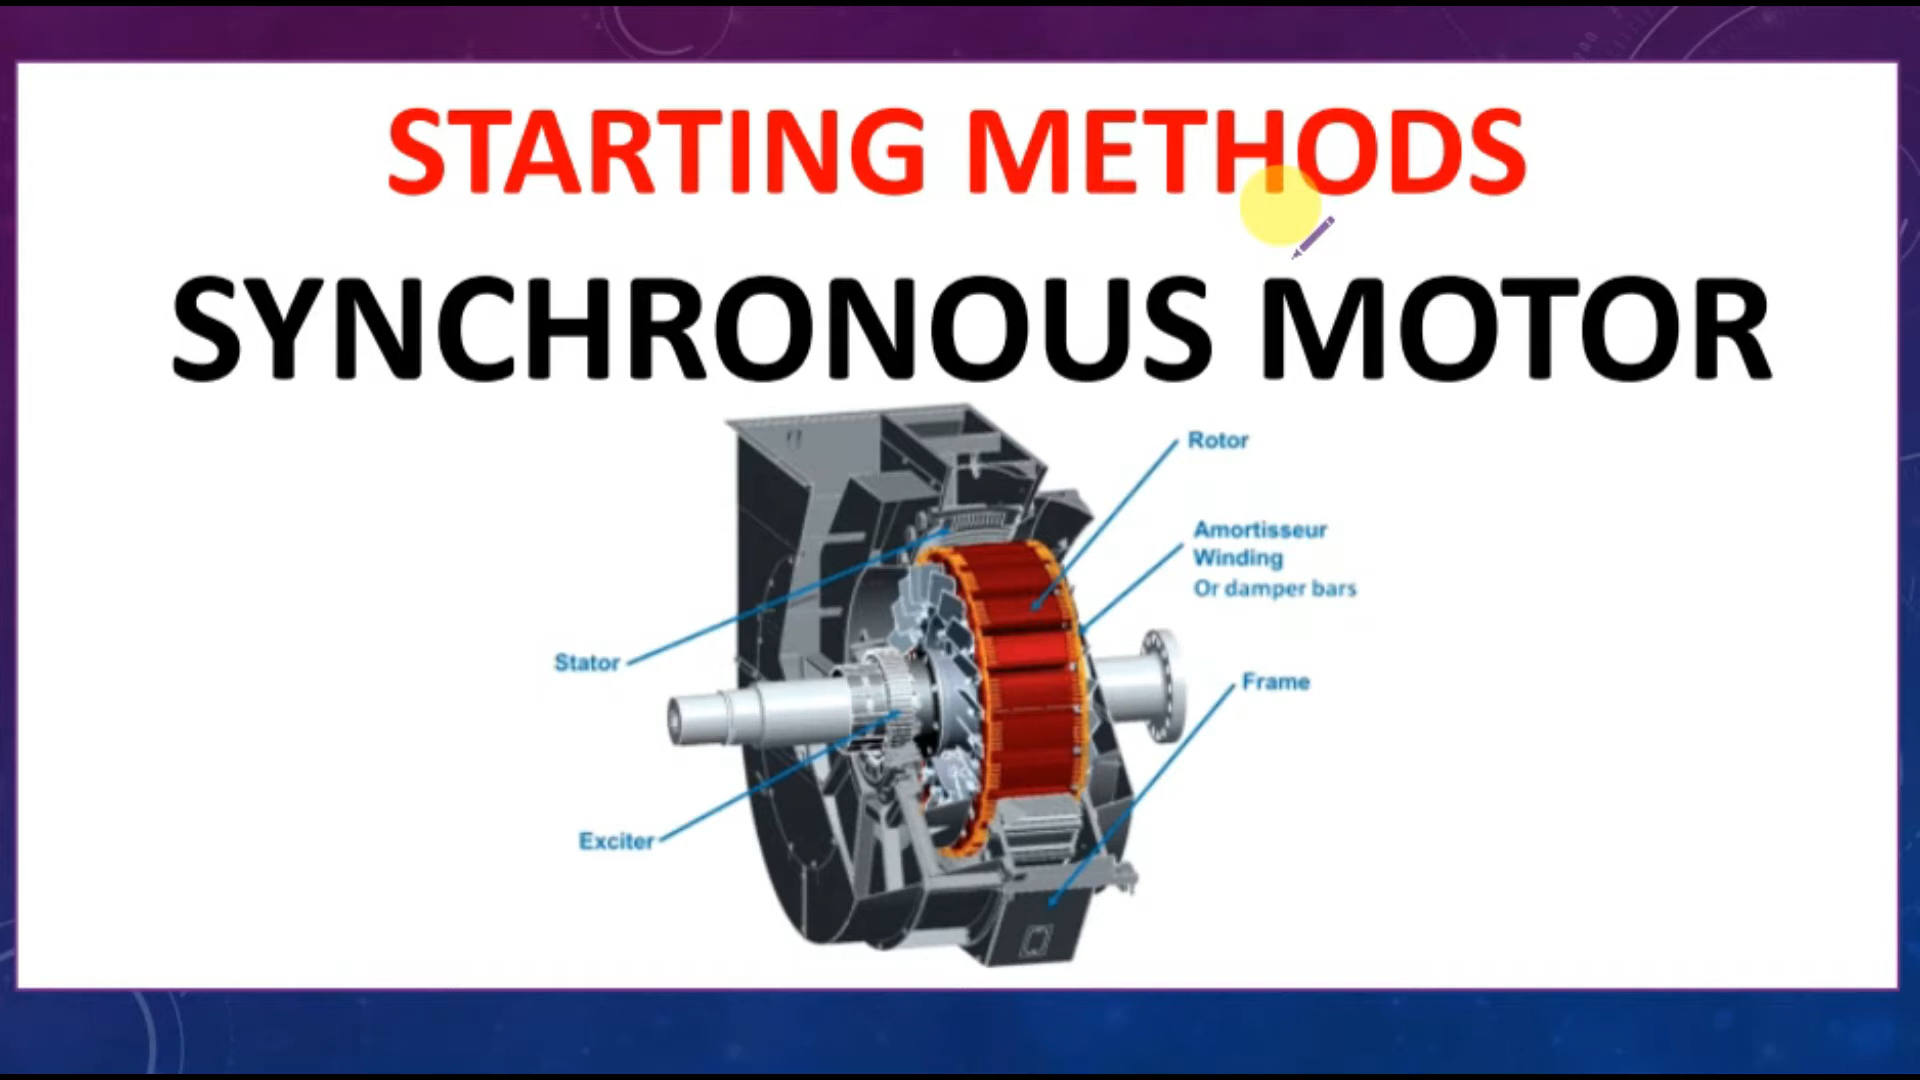 STARTING METHODS
SYNCHRONOUS MOTOR
Rotor
Amortisseur
Winding
Or damper bars
Stator
Frame
Exciter